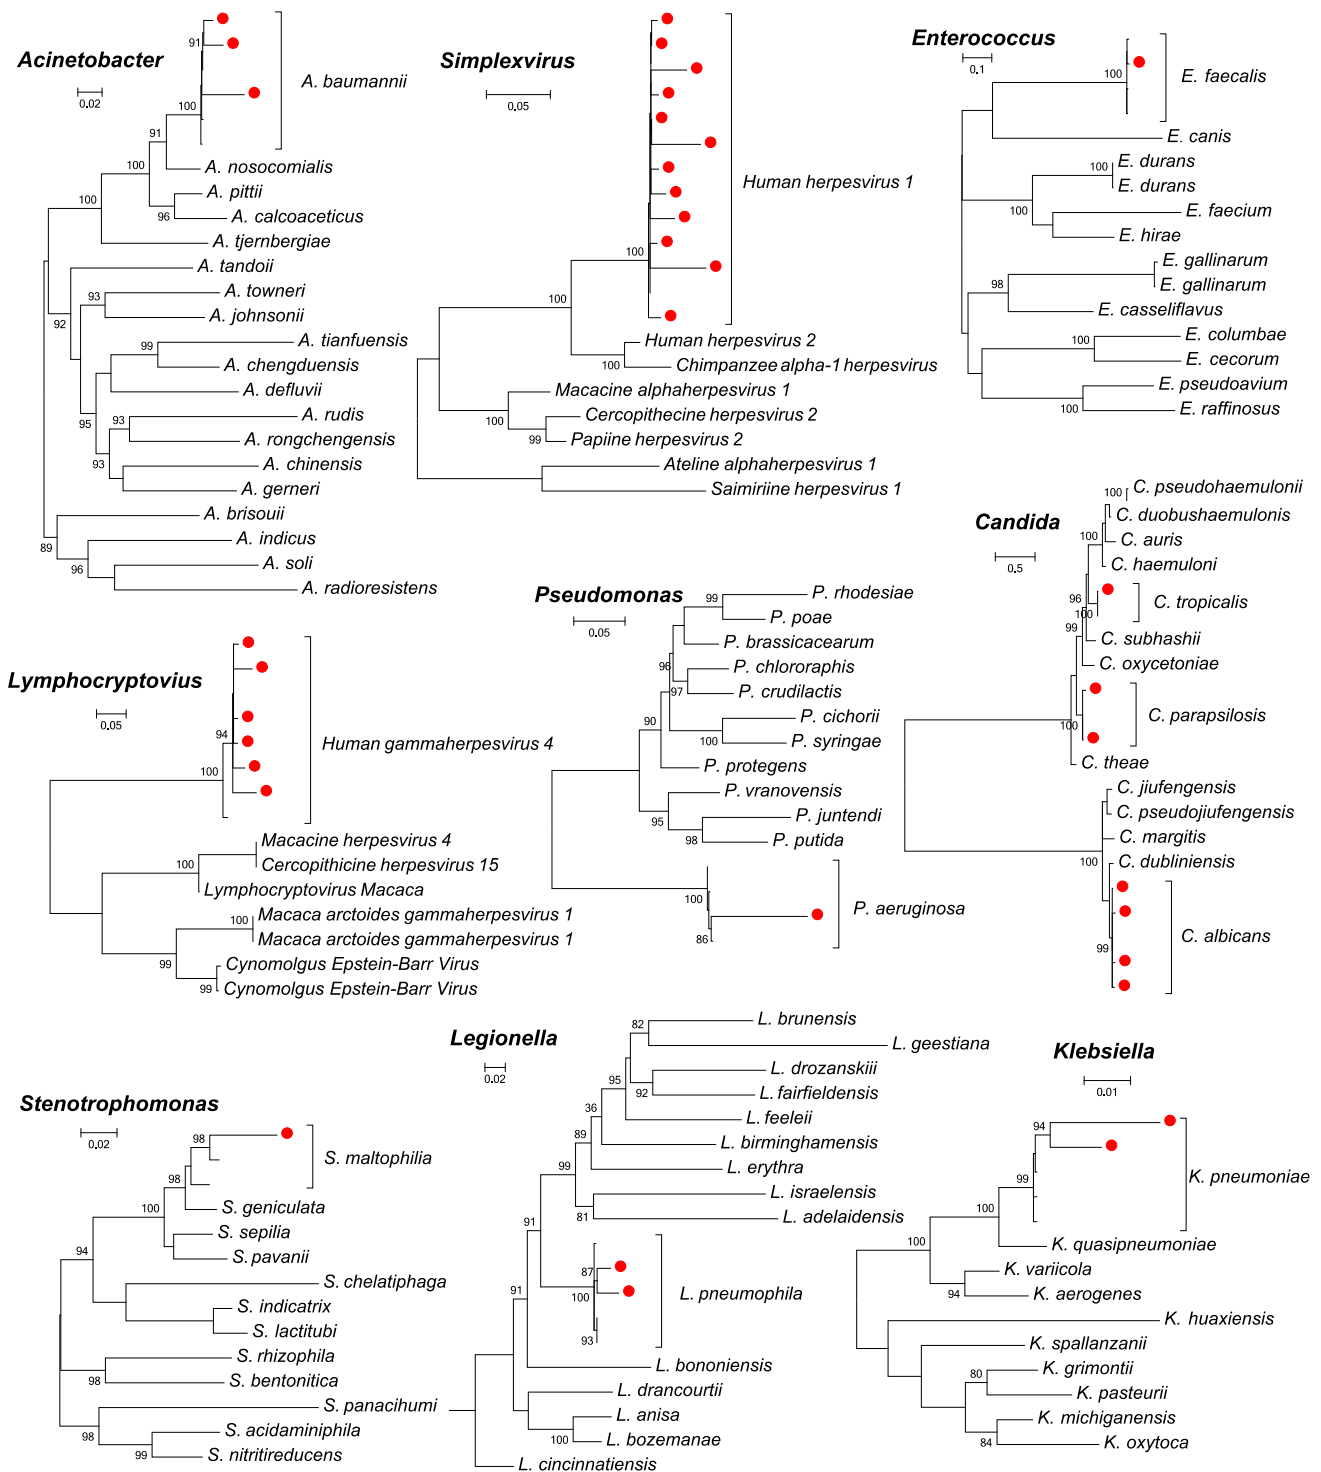 Acinetobacter
0.02
91
100
91
100
96
100
93
92
99
95
93
93
89
96
A. baumannii
A. nosocomialis
A. pittii
A. calcoaceticus
A. tjernbergiae
A. tandoii
A. towneri
A. johnsonii
A. tianfuensis
A. chengduensis
A. defluvii
A. rudis
A. rongchengensis
A. chinensis
A. gerneri
A. brisouii
A. indicus
A. soli
A. radioresistens
Simplexvirus
0.05
100
100
100
100
99
Human herpesvirus 1
Human herpesvirus 2
Chimpanzee alpha-1 herpesvirus
Macacine alphaherpesvirus 1
Cercopithecine herpesvirus 2
Papiine herpesvirus 2
Ateline alphaherpesvirus 1
Saimiriine herpesvirus 1
Enterococcus
0.1
100
100
100
98
100
100
E. faecalis
E. canis
E. durans
E. durans
E. faecium
E. hirae
E. gallinarum
E. gallinarum
E. casseliflavus
E. columbae
E. cecorum
E. pseudoavium
E. raffinosus
Candida
0.5
100
100
96
100
99
100
100
99
C. pseudohaemulonii
C. duobushaemulonis
C. auris
C. haemuloni
C. tropicalis
C. subhashii
C. oxycetoniae
C. parapsilosis
C. theae
C. jiufengensis
C. pseudojiufengensis
C. margitis
C. dubliniensis
C. albicans
Lymphocryptovius
0.05
94
100
100
100
99
99
Human gammaherpesvirus 4
Macacine herpesvirus 4
Cercopithicine herpesvirus 15
Lymphocryptovirus Macaca
Macaca arctoides gammaherpesvirus 1
Macaca arctoides gammaherpesvirus 1
Cynomolgus Epstein-Barr Virus
Cynomolgus Epstein-Barr Virus
Pseudomonas
0.05
99
96
97
90
100
95
98
100
86
P. rhodesiae
P. poae
P. brassicacearum
P. chlororaphis
P. crudilactis
P. cichorii
P. syringae
P. protegens
P. vranovensis
P. juntendi
P. putida
P. aeruginosa
Stenotrophomonas
0.02
98
98
100
94
98
98
99
S. maltophilia
S. geniculata
S. sepilia
S. pavanii
S. chelatiphaga
S. indicatrix
S. lactitubi
S. rhizophila
S. bentonitica
S. panacihumi
S. acidaminiphila
S. nitritireducens
Legionella
0.02
82
95
92
36
89
99
81
91
87
100
91
93
100
L. brunensis
L. geestiana
L. drozanskiii
L. fairfieldensis
L. feeleii
L. birminghamensis
L. erythra
L. israelensis
L. adelaidensis
L. pneumophila
L. bononiensis
L. drancourtii
L. anisa
L. bozemanae
L. cincinnatiensis
Klebsiella
0.01
94
99
100
100
94
80
84
K. pneumoniae
K. quasipneumoniae
K. variicola
K. aerogenes
K. huaxiensis
K. spallanzanii
K. grimontii
K. pasteurii
K. michiganensis
K. oxytoca